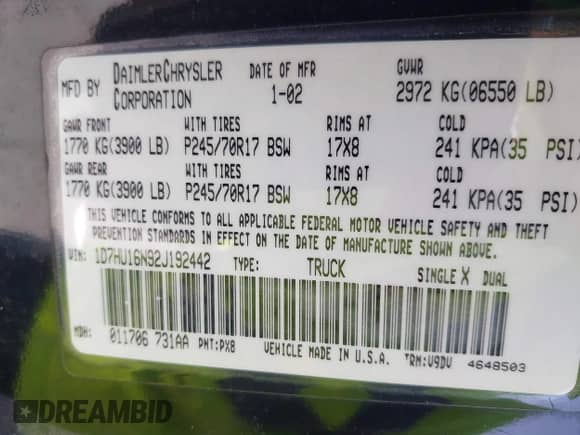 MFD BY DAIMLERCHRYSLER CORPORATION
DATE OF MFR 1-02
GVWR 2972 KG(06550 LB)
GAWR FRONT WITH TIRES RIMS AT COLD
1770 KG(3900 LB) P245/70R17 BSW 17X8 241 KPA(35 PSI)
GAWR REAR WITH TIRES RIMS AT COLD
1770 KG(3900 LB) P245/70R17 BSW 17X8 241 KPA(35 PSI)
THIS VEHICLE CONFORMS TO ALL APPLICABLE FEDERAL MOTOR VEHICLE SAFETY AND THEFT
PREVENTION STANDARDS IN EFFECT ON THE DATE OF MANUFACTURE SHOWN ABOVE.
VIN: 1D7HU16N92J192442 TYPE: TRUCK SINGLE X DUAL
MDH: 011706 731AA PNT:PX8 VEHICLE MADE IN U.S.A. TRM:V9DV 4648503
DREAMBID